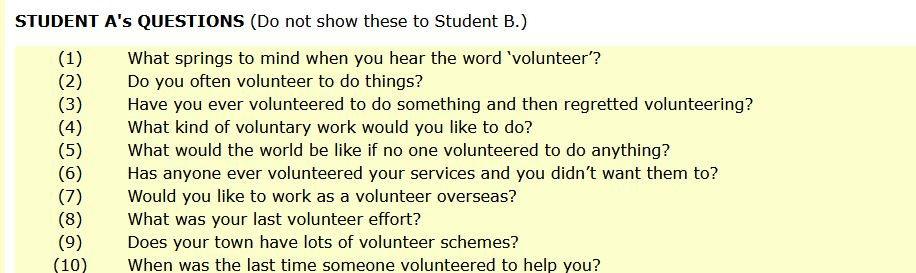 STUDENT A's QUESTIONS (Do not show these to Student B.)
(1) What springs to mind when you hear the word ‘volunteer’?
(2) Do you often volunteer to do things?
(3) Have you ever volunteered to do something and then regretted volunteering?
(4) What kind of voluntary work would you like to do?
(5) What would the world be like if no one volunteered to do anything?
(6) Has anyone ever volunteered your services and you didn’t want them to?
(7) Would you like to work as a volunteer overseas?
(8) What was your last volunteer effort?
(9) Does your town have lots of volunteer schemes?
(10) When was the last time someone volunteered to help you?